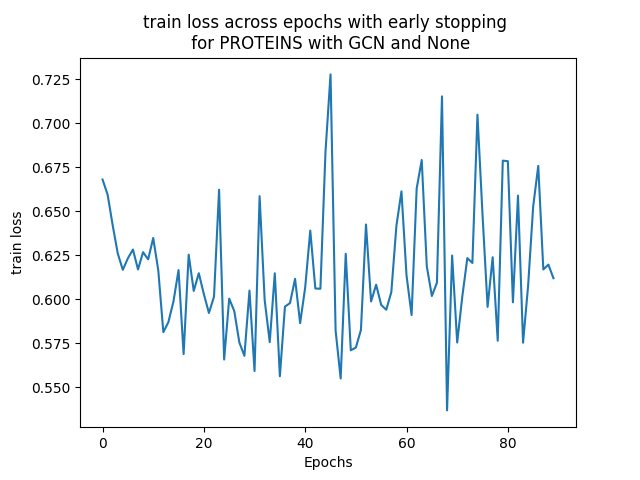 train loss across epochs with early stopping
for PROTEINS with GCN and None
0.725
0.700
0.675
0.650
0.625
0.600
0.575
0.550
train loss
0 20 40 60 80
Epochs